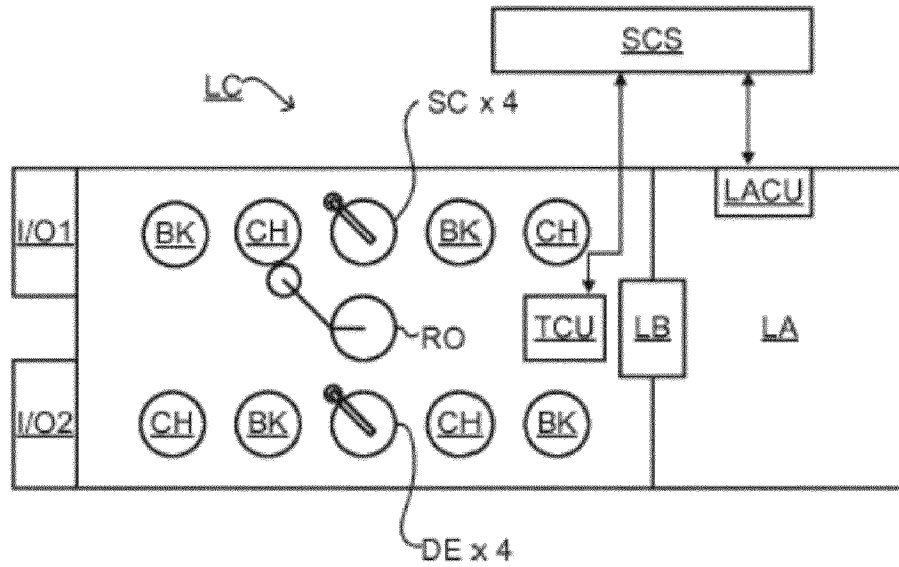 SCS
LC
SC x 4
LACU
I/O1
BK
CH
BK
CH
TCU
LB
LA
RO
I/O2
CH
BK
CH
BK
DE x 4